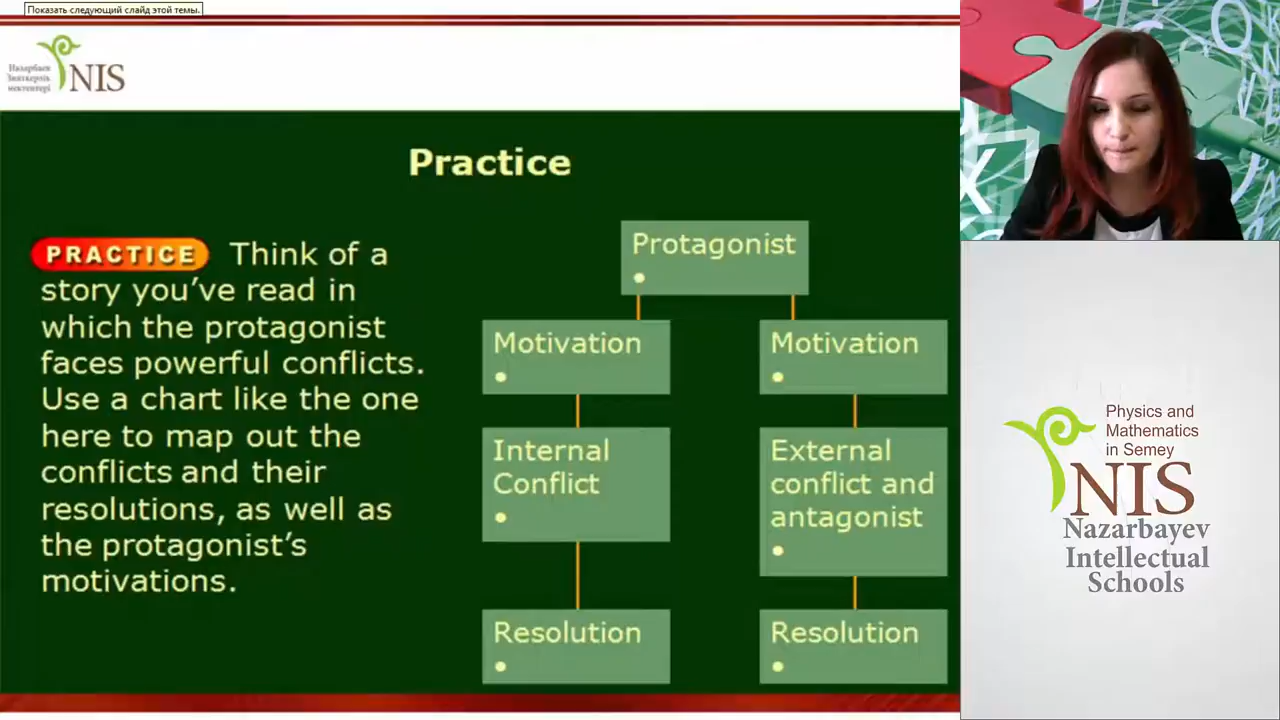 Показать следующий слайд этой темы.
Назарбаев
Зияткерлік
мектептері
NIS
Practice
PRACTICE Think of a
story you’ve read in
which the protagonist
faces powerful conflicts.
Use a chart like the one
here to map out the
conflicts and their
resolutions, as well as
the protagonist’s
motivations.
Protagonist
•
Motivation
•
Motivation
•
Internal
Conflict
•
External
conflict and
antagonist
•
Resolution
•
Resolution
•
Physics and
Mathematics
in Semey
NIS
Nazarbayev
Intellectual
Schools